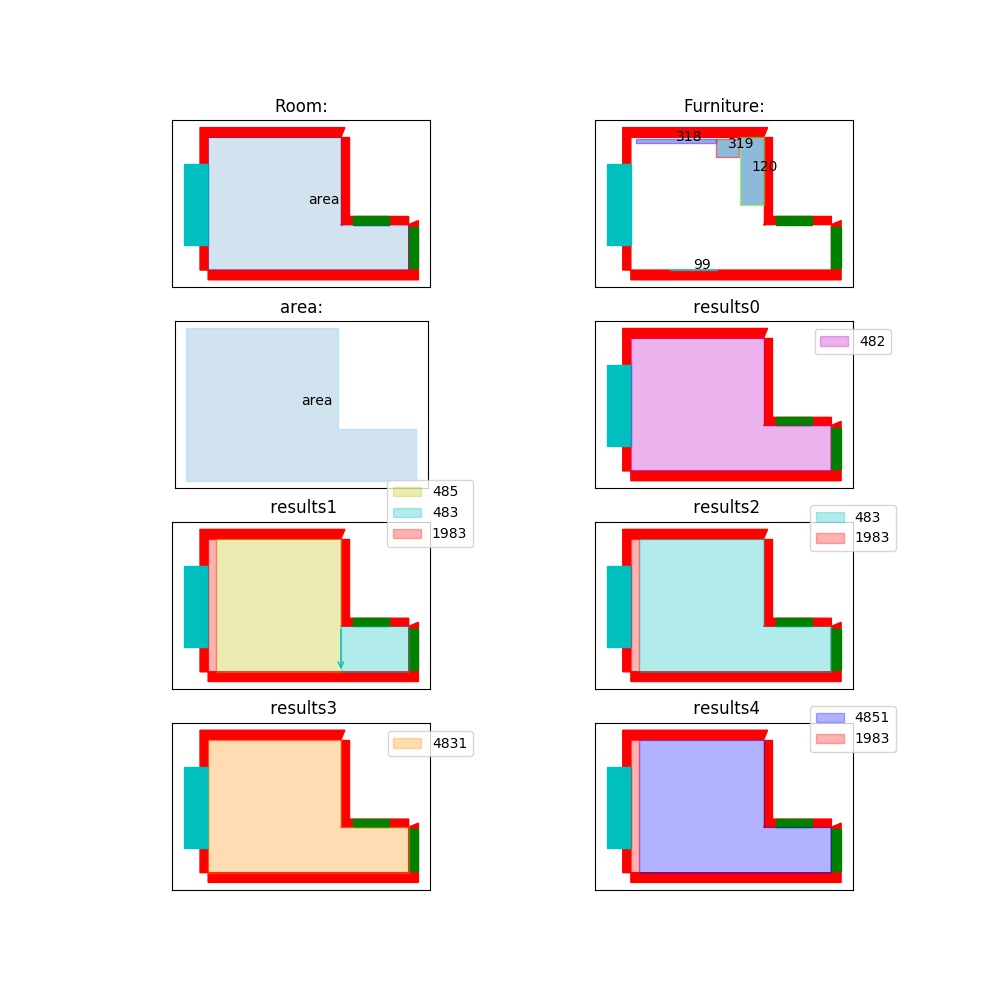 Room:
area
Furniture:
318
319
120
99
area:
area
results0
482
results1
485
483
1983
results2
483
1983
results3
4831
results4
4851
1983